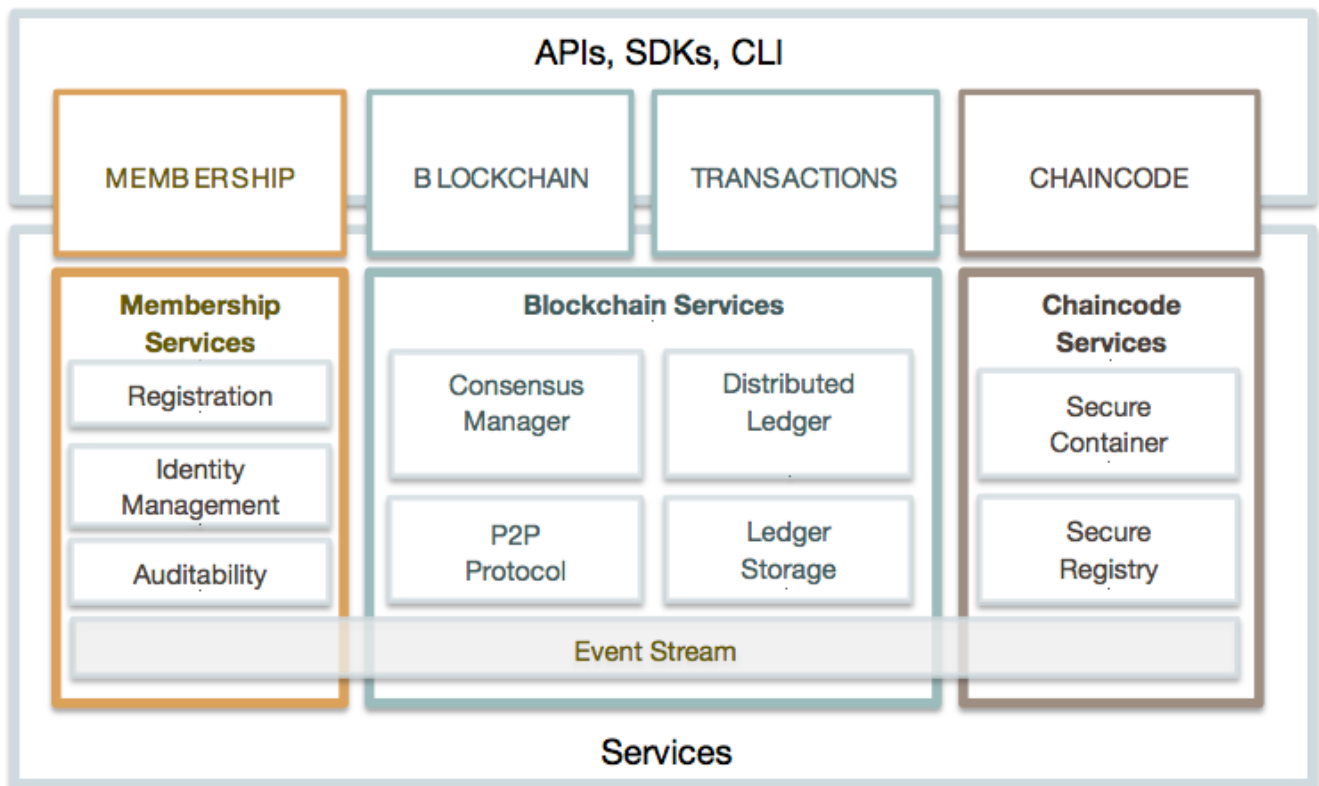 APIs, SDKs, CLI
MEMBERSHIP
BLOCKCHAIN
TRANSACTIONS
CHAINCODE
Membership
Services
Registration
Identity
Management
Auditability
Blockchain Services
Consensus
Manager
Distributed
Ledger
P2P
Protocol
Ledger
Storage
Chaincode
Services
Secure
Container
Secure
Registry
Event Stream
Services